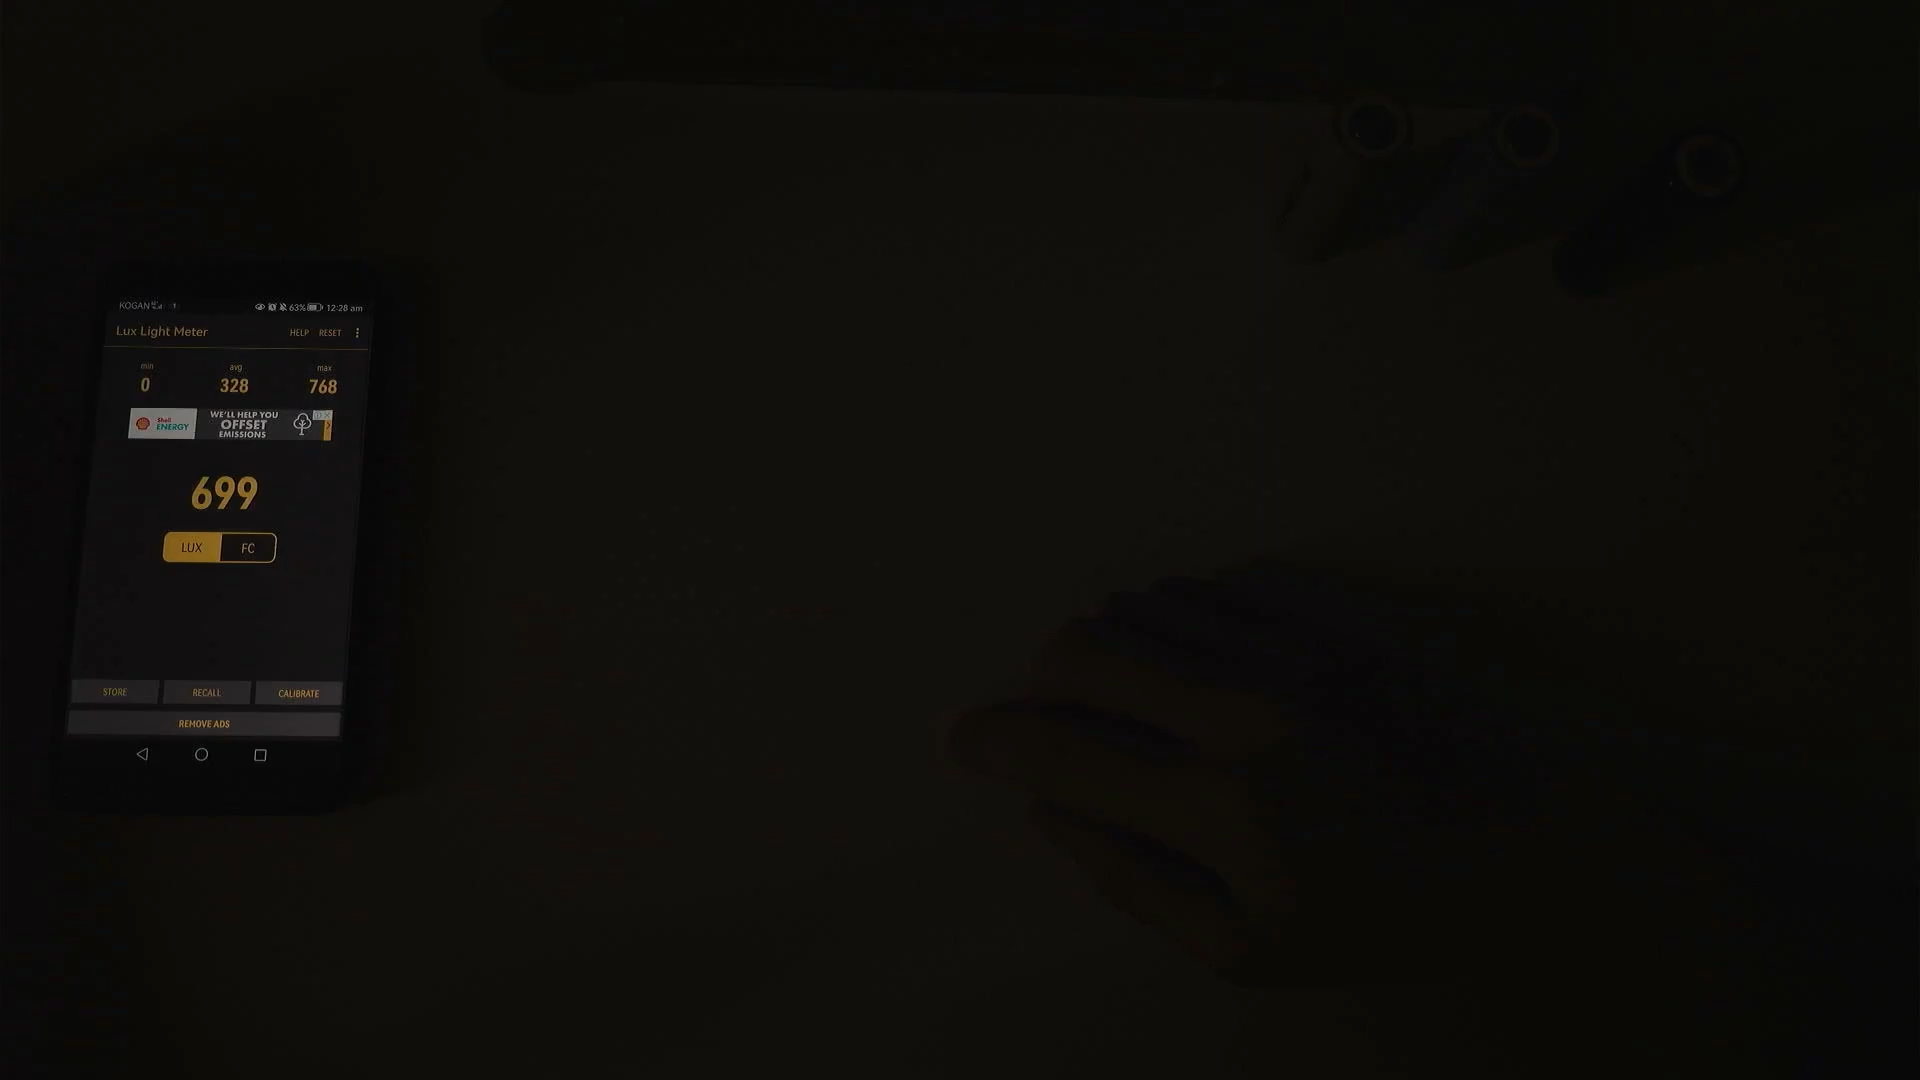 KOGAN 63% 12:28 am
Lux Light Meter HELP RESET
min avg max
0 328 768
Shell ENERGY
WE'LL HELP YOU
OFFSET
EMISSIONS
699
LUX FC
STORE RECALL CALIBRATE
REMOVE ADS